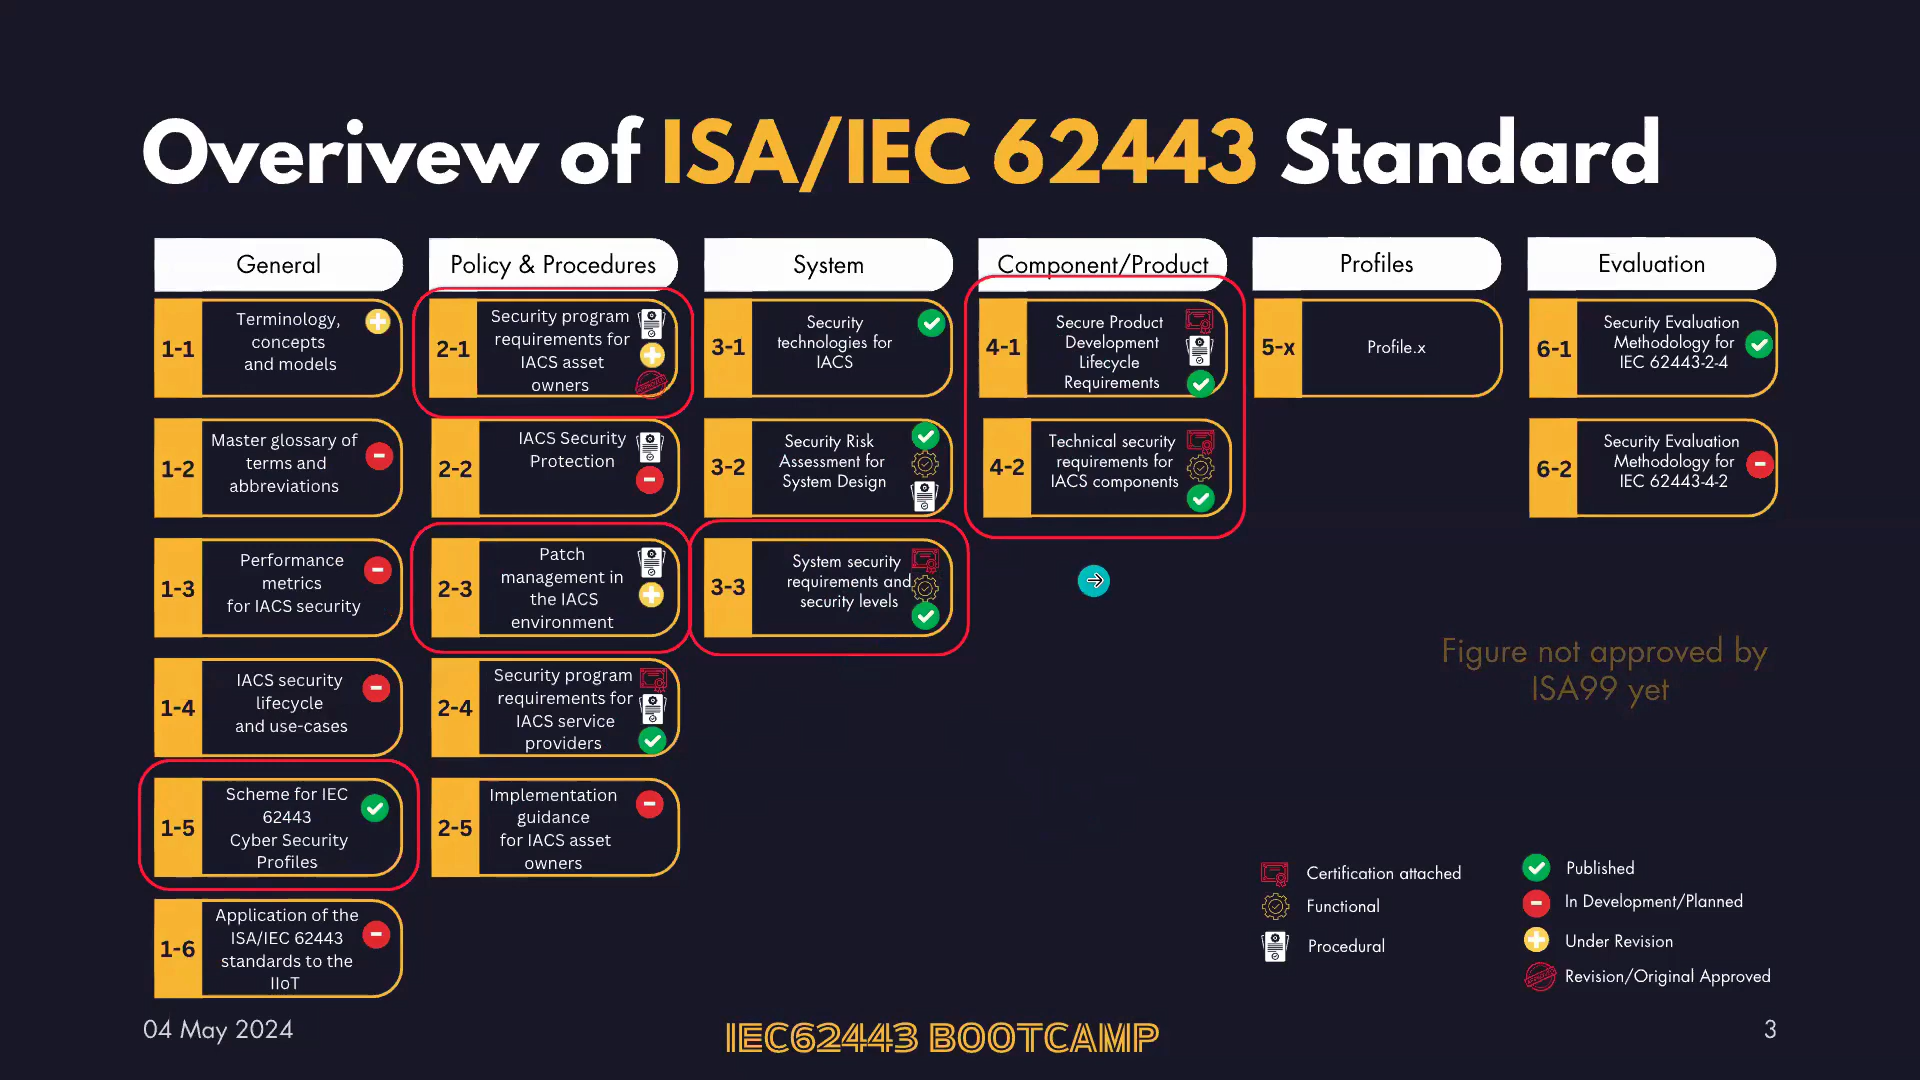 Overivew of ISA/IEC 62443 Standard
General
1-1
Terminology,
concepts
and models
1-2
Master glossary of
terms and
abbreviations
1-3
Performance
metrics
for IACS security
1-4
IACS security
lifecycle
and use-cases
1-5
Scheme for IEC
62443
Cyber Security
Profiles
1-6
Application of the
ISA/IEC 62443
standards to the
IIoT
Policy & Procedures
2-1
Security program
requirements for
IACS asset
owners
2-2
IACS Security
Protection
2-3
Patch
management in
the IACS
environment
2-4
Security program
requirements for
IACS service
providers
2-5
Implementation
guidance
for IACS asset
owners
System
3-1
Security
technologies for
IACS
3-2
Security Risk
Assessment for
System Design
3-3
System security
requirements and
security levels
Component/Product
4-1
Secure Product
Development
Lifecycle
Requirements
4-2
Technical security
requirements for
IACS components
Profiles
5-x
Profile.x
Evaluation
6-1
Security Evaluation
Methodology for
IEC 62443-2-4
6-2
Security Evaluation
Methodology for
IEC 62443-4-2
Figure not approved by
ISA99 yet
Certification attached
Functional
Procedural
Published
In Development/Planned
Under Revision
Revision/Original Approved
04 May 2024
IEC62443 BOOTCAMP
3